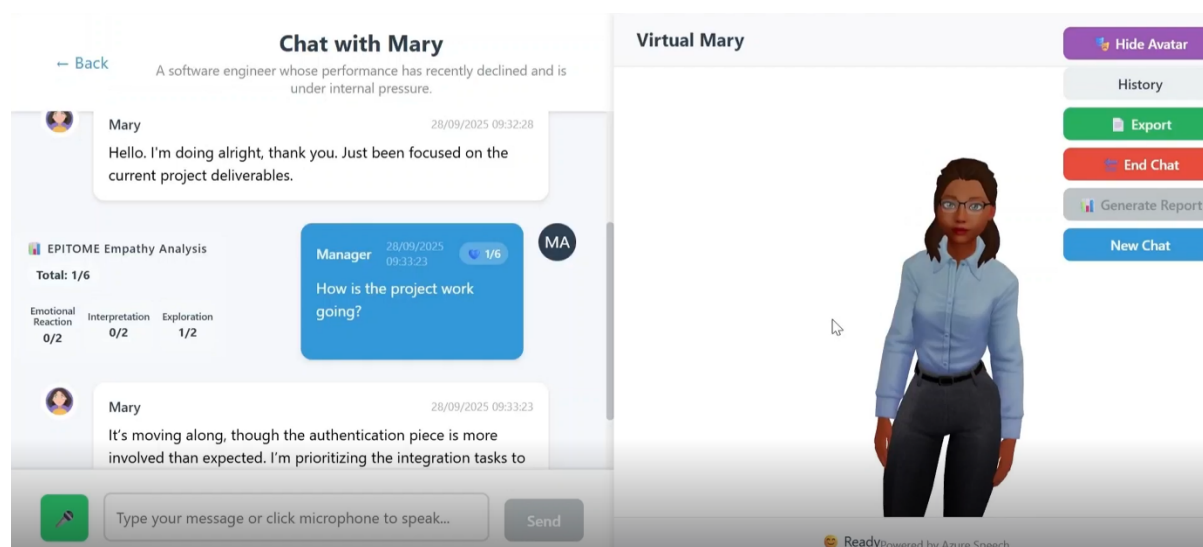 ← Back
Chat with Mary
A software engineer whose performance has recently declined and is
under internal pressure.
Mary
28/09/2025 09:32:28
Hello. I'm doing alright, thank you. Just been focused on the
current project deliverables.
EPITOME Empathy Analysis
Total: 1/6
Emotional
Reaction
0/2
Interpretation
0/2
Exploration
1/2
Manager
28/09/2025
09:33:23
1/6
How is the project work
going?
MA
Mary
28/09/2025 09:33:23
It's moving along, though the authentication piece is more
involved than expected. I'm prioritizing the integration tasks to
Type your message or click microphone to speak...
Send
Virtual Mary
Hide Avatar
History
Export
End Chat
Generate Report
New Chat
Ready
Powered by Azure Speech